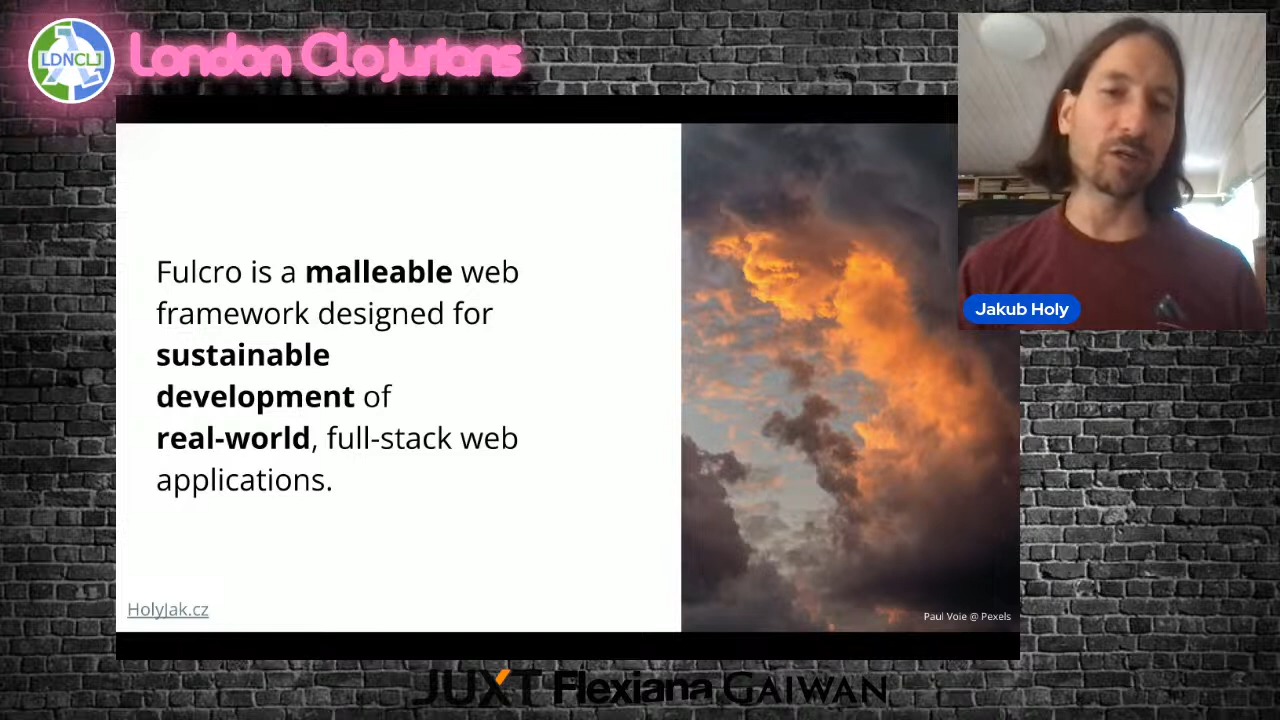 LDNCLJ
London Clojurians
Jakub Holy
Fulcro is a malleable web
framework designed for
sustainable
development of
real-world, full-stack web
applications.
HolyJak.cz
Paul Voie @ Pexels
JUXT Flexiana GAIWAN